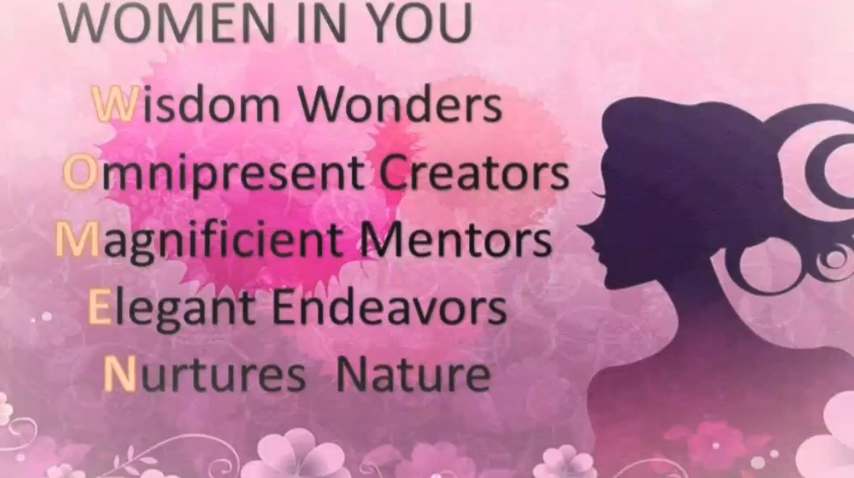 WOMEN IN YOU
Wisdom Wonders
Omnipresent Creators
Magnificient Mentors
Elegant Endeavors
Nurtures Nature